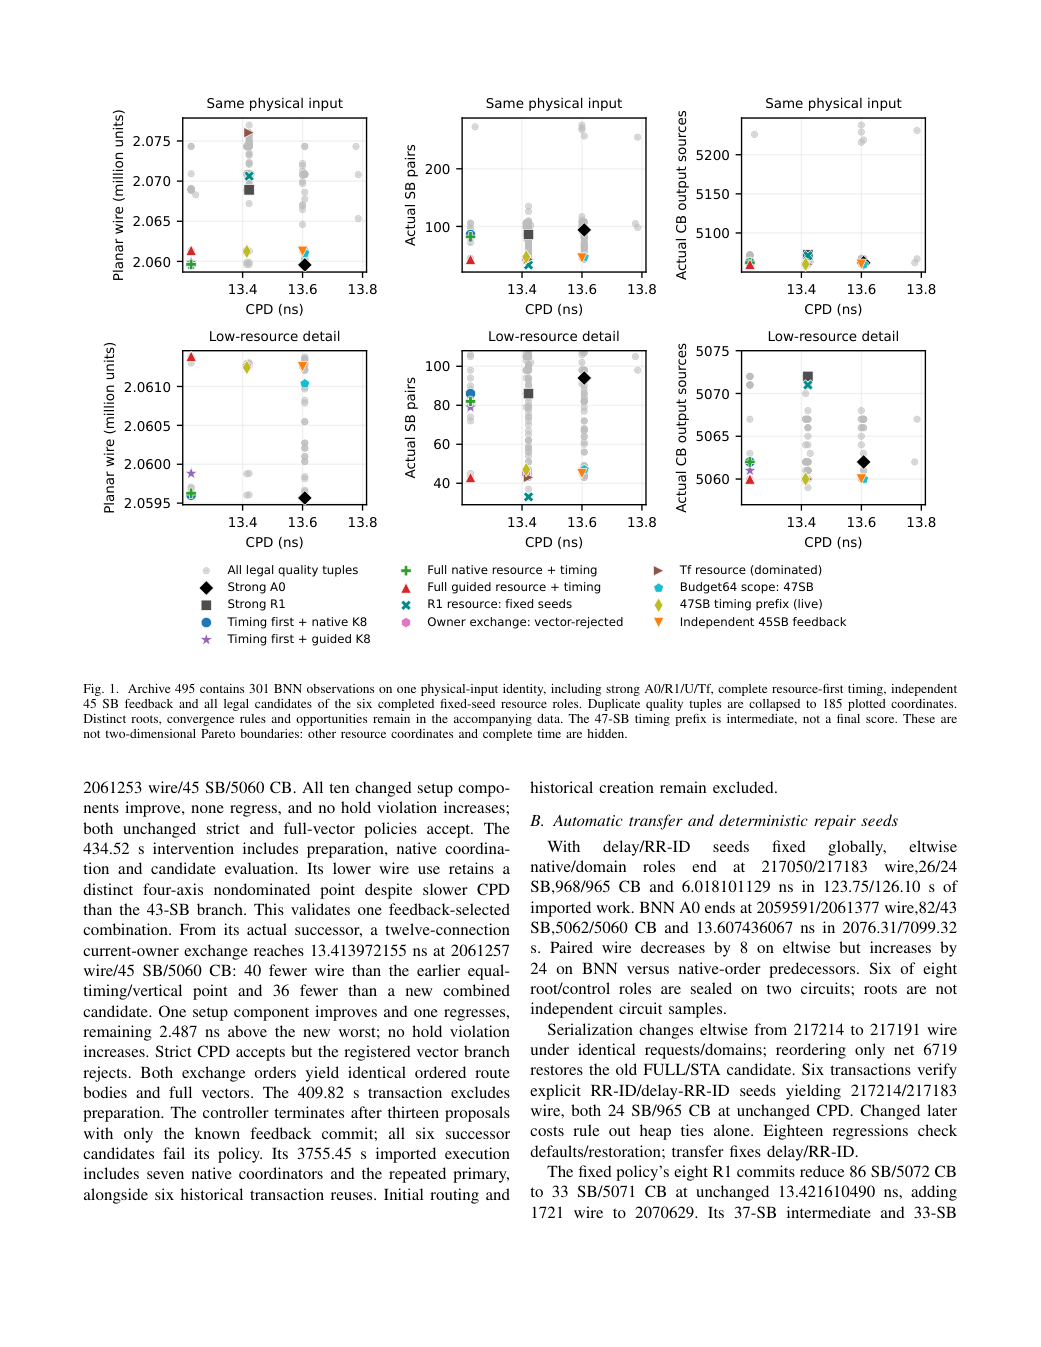 Same physical input
Planar wire (million units)
2.075
2.070
2.065
2.060
13.4 13.6 13.8
CPD (ns)
Same physical input
Actual SB pairs
200
100
13.4 13.6 13.8
CPD (ns)
Same physical input
Actual CB output sources
5200
5150
5100
13.4 13.6 13.8
CPD (ns)
Low-resource detail
Planar wire (million units)
2.0610
2.0605
2.0600
2.0595
13.4 13.6 13.8
CPD (ns)
Low-resource detail
Actual SB pairs
100
80
60
40
13.4 13.6 13.8
CPD (ns)
Low-resource detail
Actual CB output sources
5075
5070
5065
5060
13.4 13.6 13.8
CPD (ns)
All legal quality tuples
Strong A0
Strong R1
Timing first + native K8
Timing first + guided K8
Full native resource + timing
Full guided resource + timing
R1 resource: fixed seeds
Owner exchange: vector-rejected
Tf resource (dominated)
Budget64 scope: 47SB
47SB timing prefix (live)
Independent 45SB feedback
Fig. 1. Archive 495 contains 301 BNN observations on one physical-input identity, including strong A0/R1/U/Tf, complete resource-first timing, independent
45 SB feedback and all legal candidates of the six completed fixed-seed resource roles. Duplicate quality tuples are collapsed to 185 plotted coordinates.
Distinct roots, convergence rules and opportunities remain in the accompanying data. The 47-SB timing prefix is intermediate, not a final score. These are
not two-dimensional Pareto boundaries: other resource coordinates and complete time are hidden.
2061253 wire/45 SB/5060 CB. All ten changed setup compo-
nents improve, none regress, and no hold violation increases;
both unchanged strict and full-vector policies accept. The
434.52 s intervention includes preparation, native coordina-
tion and candidate evaluation. Its lower wire use retains a
distinct four-axis nondominated point despite slower CPD
than the 43-SB branch. This validates one feedback-selected
combination. From its actual successor, a twelve-connection
current-owner exchange reaches 13.413972155 ns at 2061257
wire/45 SB/5060 CB: 40 fewer wire than the earlier equal-
timing/vertical point and 36 fewer than a new combined
candidate. One setup component improves and one regresses,
remaining 2.487 ns above the new worst; no hold violation
increases. Strict CPD accepts but the registered vector branch
rejects. Both exchange orders yield identical ordered route
bodies and full vectors. The 409.82 s transaction excludes
preparation. The controller terminates after thirteen proposals
with only the known feedback commit; all six successor
candidates fail its policy. Its 3755.45 s imported execution
includes seven native coordinators and the repeated primary,
alongside six historical transaction reuses. Initial routing and
historical creation remain excluded.
B. Automatic transfer and deterministic repair seeds
With delay/RR-ID seeds fixed globally, eltwise
native/domain roles end at 217050/217183 wire,26/24
SB,968/965 CB and 6.018101129 ns in 123.75/126.10 s of
imported work. BNN A0 ends at 2059591/2061377 wire,82/43
SB,5062/5060 CB and 13.607436067 ns in 2076.31/7099.32
s. Paired wire decreases by 8 on eltwise but increases by
24 on BNN versus native-order predecessors. Six of eight
root/control roles are sealed on two circuits; roots are not
independent circuit samples.
Serialization changes eltwise from 217214 to 217191 wire
under identical requests/domains; reordering only net 6719
restores the old FULL/STA candidate. Six transactions verify
explicit RR-ID/delay-RR-ID seeds yielding 217214/217183
wire, both 24 SB/965 CB at unchanged CPD. Changed later
costs rule out heap ties alone. Eighteen regressions check
defaults/restoration; transfer fixes delay/RR-ID.
The fixed policy's eight R1 commits reduce 86 SB/5072 CB
to 33 SB/5071 CB at unchanged 13.421610490 ns, adding
1721 wire to 2070629. Its 37-SB intermediate and 33-SB